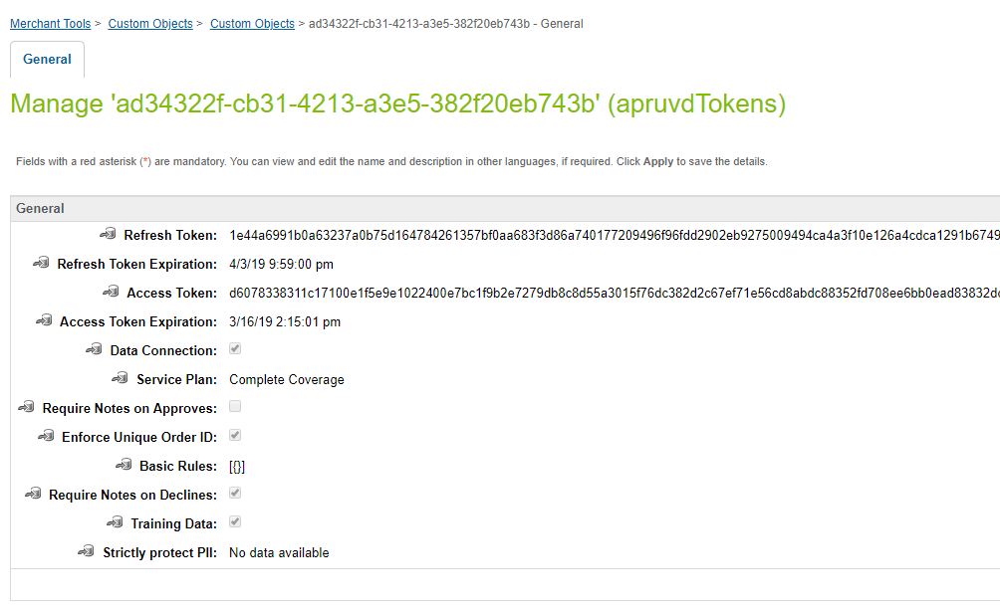 Merchant Tools > Custom Objects > Custom Objects > ad34322f-cb31-4213-a3e5-382f20eb743b - General
General
Manage 'ad34322f-cb31-4213-a3e5-382f20eb743b' (apruvdTokens)
Fields with a red asterisk (*) are mandatory. You can view and edit the name and description in other languages, if required. Click Apply to save the details.
General
Refresh Token: 1e44a6991b0a63237a0b75d164784261357bf0aa683f3d86a740177209496f96fdd2902eb9275009494ca4a3f10e126a4cdca1291b6749
Refresh Token Expiration: 4/3/19 9:59:00 pm
Access Token: d6078338311c17100e1f5e9e1022400e7bc1f9b2e7279db8c8d55a3015f76dc382d2c67ef71e56cd8abdc88352fd708ee6bb0ead83832d
Access Token Expiration: 3/16/19 2:15:01 pm
Data Connection:
Service Plan: Complete Coverage
Require Notes on Approves:
Enforce Unique Order ID:
Basic Rules: [{}]
Require Notes on Declines:
Training Data:
Strictly protect PII: No data available